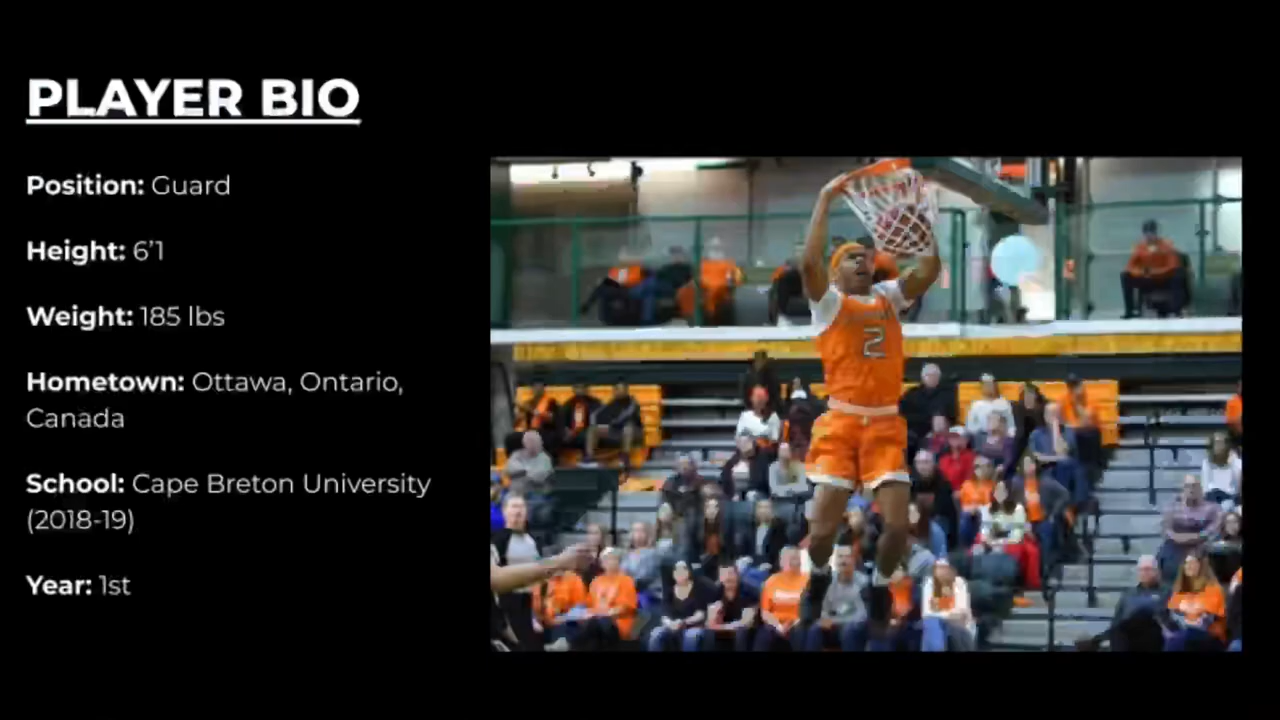 PLAYER BIO
Position: Guard
Height: 6’1
Weight: 185 lbs
Hometown: Ottawa, Ontario,
Canada
School: Cape Breton University
(2018-19)
Year: 1st
2